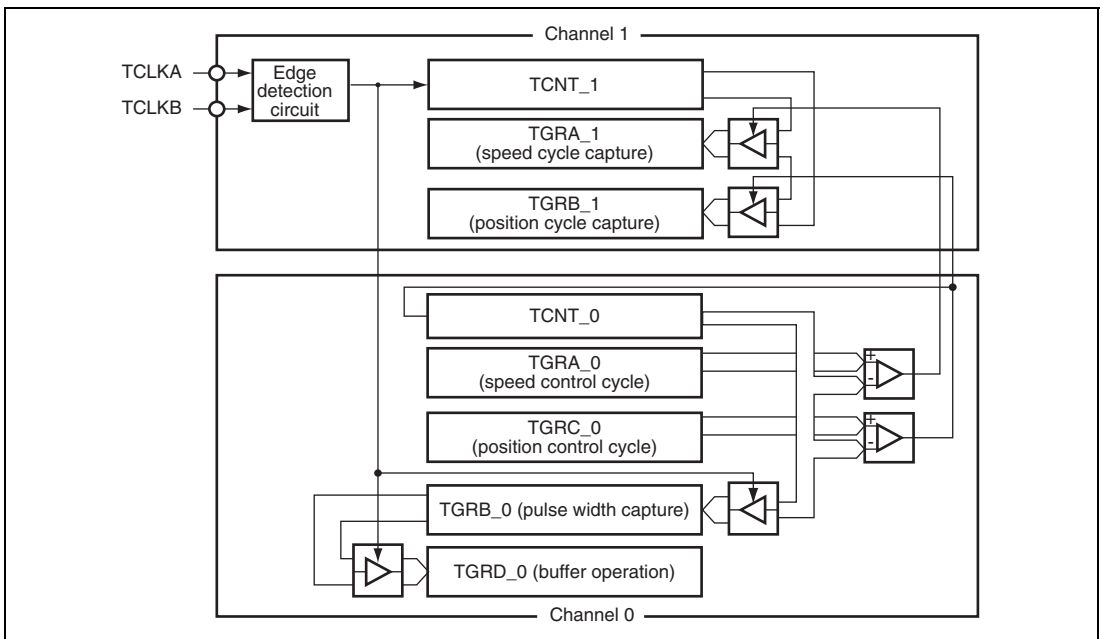 Channel 1
TCLKA
TCLKB
Edge
detection
circuit
TCNT_1
TGRA_1
(speed cycle capture)
TGRB_1
(position cycle capture)
TCNT_0
TGRA_0
(speed control cycle)
+
-
TGRC_0
(position control cycle)
+
-
TGRB_0 (pulse width capture)
TGRD_0 (buffer operation)
Channel 0